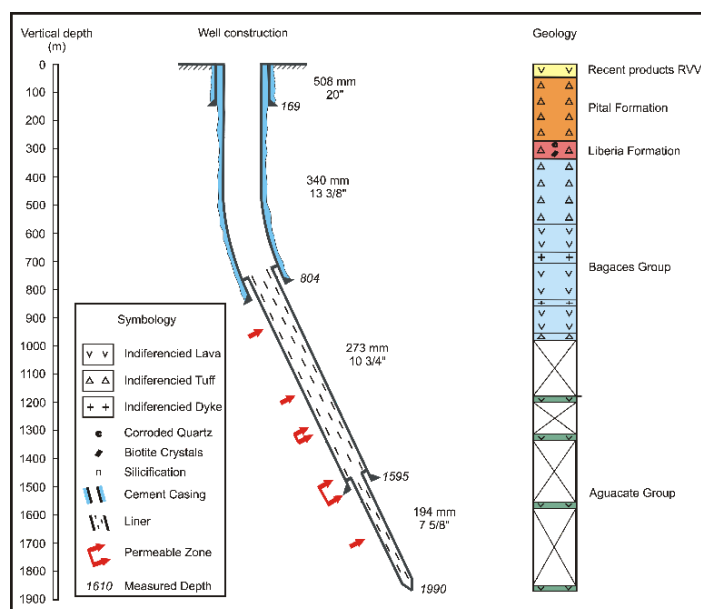 Vertical depth
(m)
Well construction
Geology
0
100
200
300
400
500
600
700
800
900
1000
1100
1200
1300
1400
1500
1600
1700
1800
1900
508 mm
20"
169
340 mm
13 3/8"
804
273 mm
10 3/4"
1595
194 mm
7 5/8"
1990
Recent products RVV
Pital Formation
Liberia Formation
Bagaces Group
Aguacate Group
Symbology
Indiferencied Lava
Indiferencied Tuff
Indiferencied Dyke
Corroded Quartz
Biotite Crystals
Silicification
Cement Casing
Liner
Permeable Zone
1610 Measured Depth